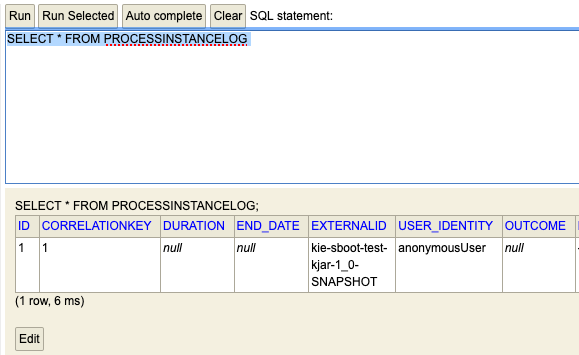 Run Run Selected Auto complete Clear SQL statement:
SELECT * FROM PROCESSINSTANCELOG
SELECT * FROM PROCESSINSTANCELOG;
ID CORRELATIONKEY DURATION END_DATE EXTERNALID USER_IDENTITY OUTCOME
1 1 null null kie-sboot-test- anonymousUser null
kjar-1_0-
SNAPSHOT
(1 row, 6 ms)
Edit